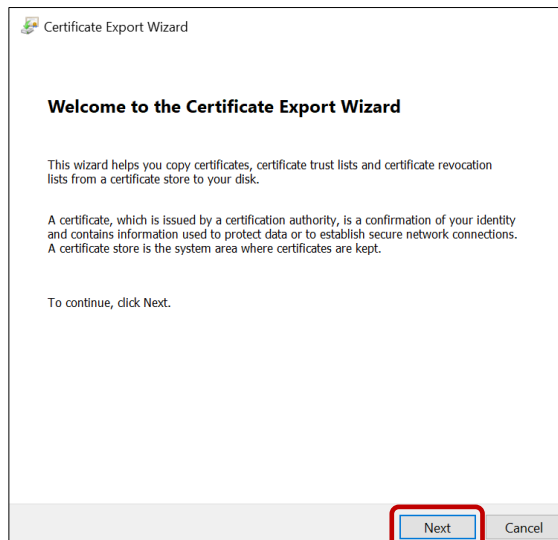 Certificate Export Wizard
Welcome to the Certificate Export Wizard
This wizard helps you copy certificates, certificate trust lists and certificate revocation
lists from a certificate store to your disk.
A certificate, which is issued by a certification authority, is a confirmation of your identity
and contains information used to protect data or to establish secure network connections.
A certificate store is the system area where certificates are kept.
To continue, click Next.
Next Cancel